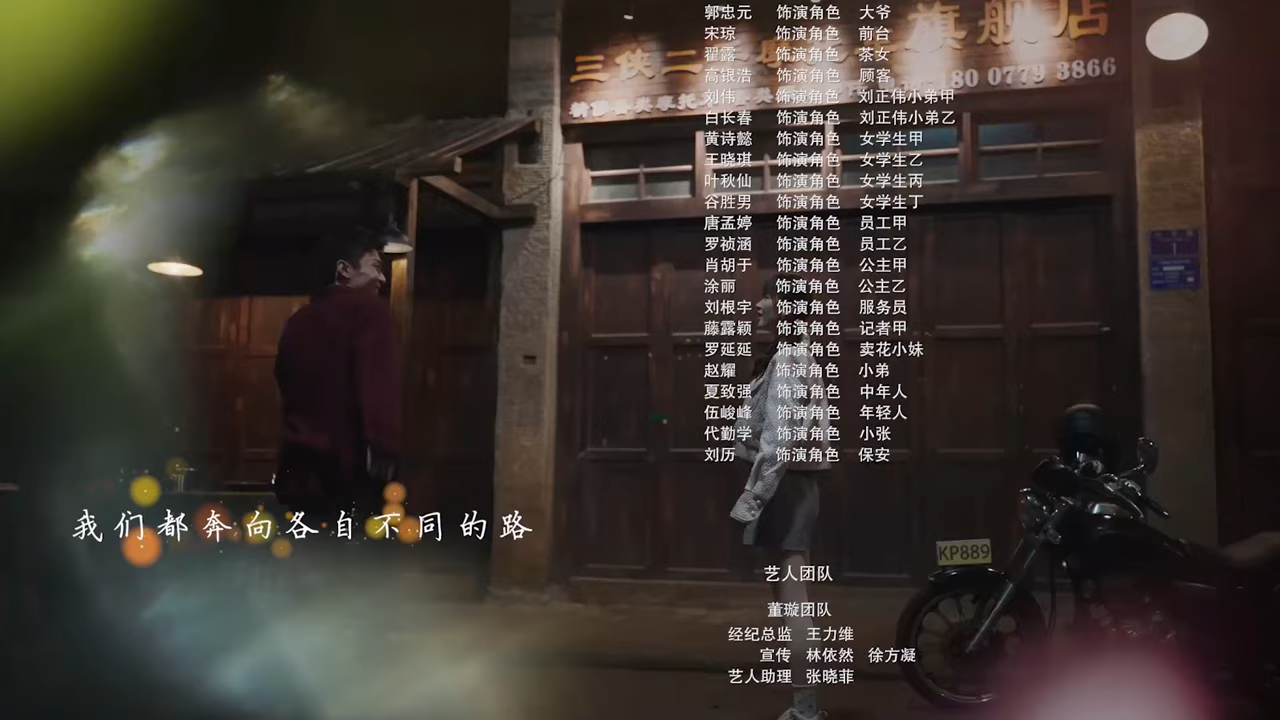 郭忠元 饰演角色 大爷
宋琼 饰演角色 前台
翟露 饰演角色 茶女
高银浩 饰演角色 顾客
刘伟 饰演角色 刘正伟小弟甲
白长春 饰演角色 刘正伟小弟乙
黄诗懿 饰演角色 女学生甲
王晓琪 饰演角色 女学生乙
叶秋仙 饰演角色 女学生丙
谷胜男 饰演角色 女学生丁
唐孟婷 饰演角色 员工甲
罗祯涵 饰演角色 员工乙
肖胡于 饰演角色 公主甲
涂丽 饰演角色 公主乙
刘根宇 饰演角色 服务员
藤露颖 饰演角色 记者甲
罗延延 饰演角色 卖花小妹
赵耀 饰演角色 小弟
夏致强 饰演角色 中年人
伍峻峰 饰演角色 年轻人
代勤学 饰演角色 小张
刘历 饰演角色 保安
三侠二 旗舰店
180 0779 3866
KP889
我们都奔向各自不同的路
艺人团队
董璇团队
经纪总监 王力维
宣传 林依然 徐方凝
艺人助理 张晓菲